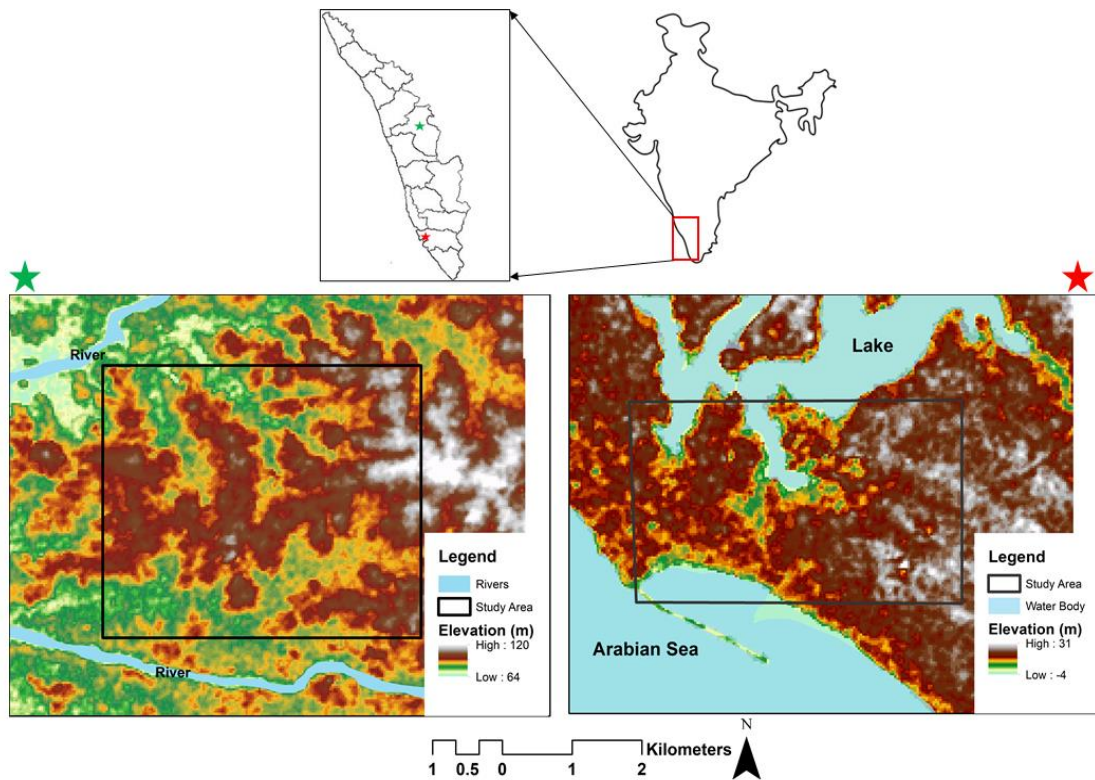 River
River
Legend
Rivers
Study Area
Elevation (m)
High : 120
Low : 64
Lake
Arabian Sea
Legend
Study Area
Water Body
Elevation (m)
High : 31
Low : -4
N
Kilometers
1 0.5 0 1 2